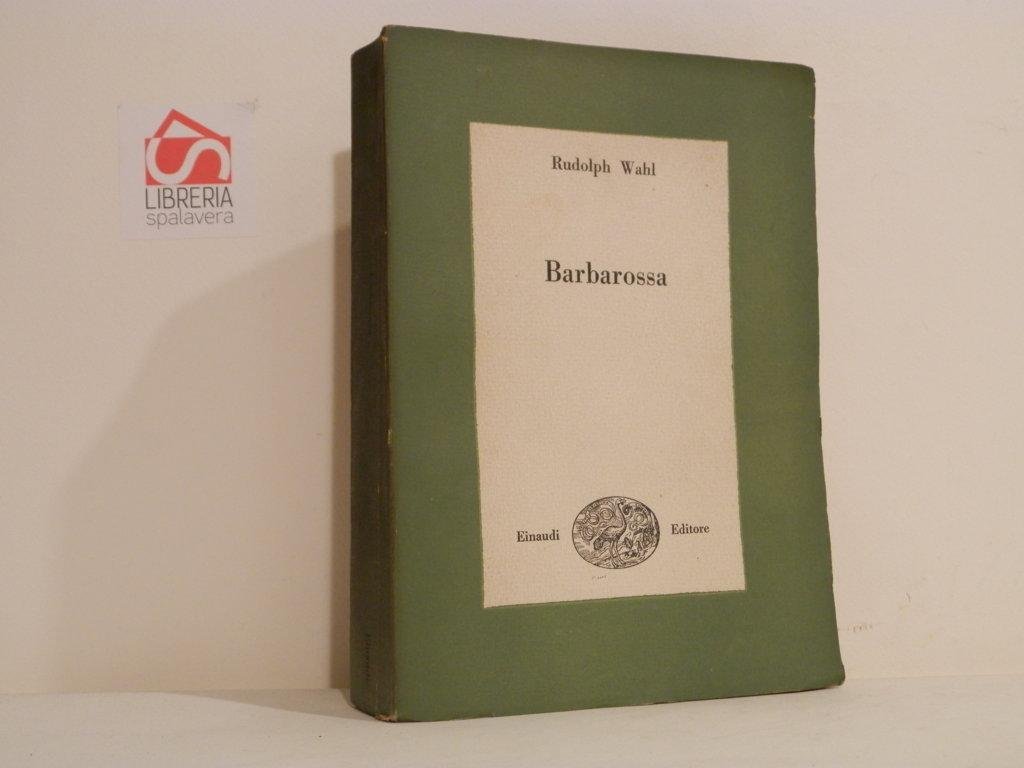 LIBRERIA
spalavera
Rudolph Wahl
Barbarossa
Einaudi
Editore